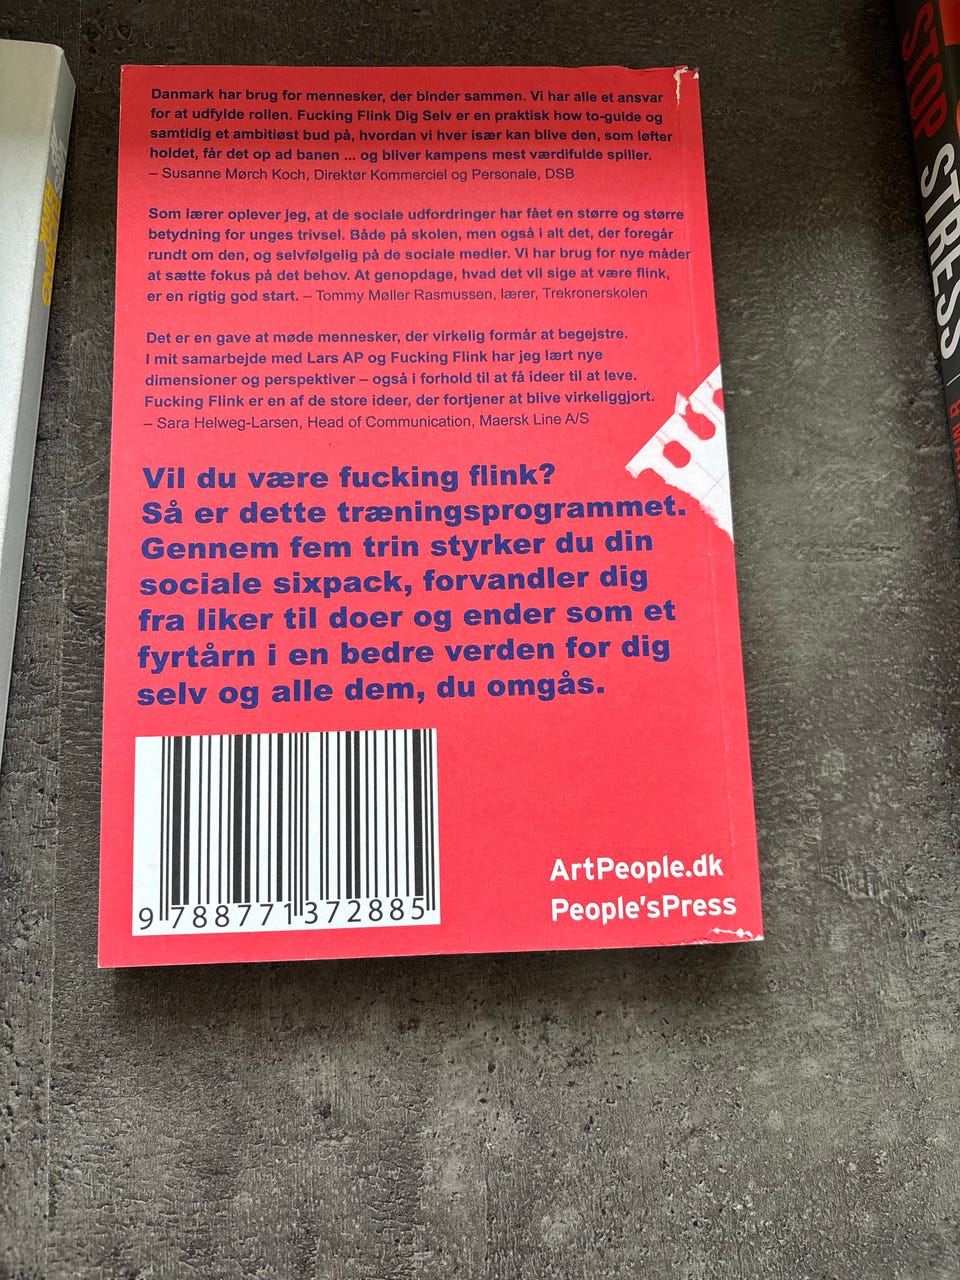 Danmark har brug for mennesker, der binder sammen. Vi har alle et ansvar
for at udfylde rollen. Fucking Flink Dig Selv er en praktisk how to-guide og
samtidig et ambitiøst bud på, hvordan vi hver især kan blive den, som løfter
holdet, får det op ad banen ... og bliver kampens mest værdifulde spiller.
– Susanne Mørch Koch, Direktør Kommerciel og Personale, DSB
Som lærer oplever jeg, at de sociale udfordringer har fået en større og større
betydning for unges trivsel. Både på skolen, men også i alt det, der foregår
rundt om den, og selvfølgelig på de sociale medier. Vi har brug for nye måder
at sætte fokus på det behov. At genopdage, hvad det vil sige at være flink,
er en rigtig god start. – Tommy Møller Rasmussen, lærer, Trekronerskolen
Det er en gave at møde mennesker, der virkelig formår at begejstre.
I mit samarbejde med Lars AP og Fucking Flink har jeg lært nye
dimensioner og perspektiver – også i forhold til at få ideer til at leve.
Fucking Flink er en af de store ideer, der fortjener at blive virkeliggjort.
– Sara Helweg-Larsen, Head of Communication, Maersk Line A/S
Vil du være fucking flink?
Så er dette træningsprogrammet.
Gennem fem trin styrker du din
sociale sixpack, forvandler dig
fra liker til doer og ender som et
fyrtårn i en bedre verden for dig
selv og alle dem, du omgås.
9 788771 372885
ArtPeople.dk
People'sPress
STOP STRESS